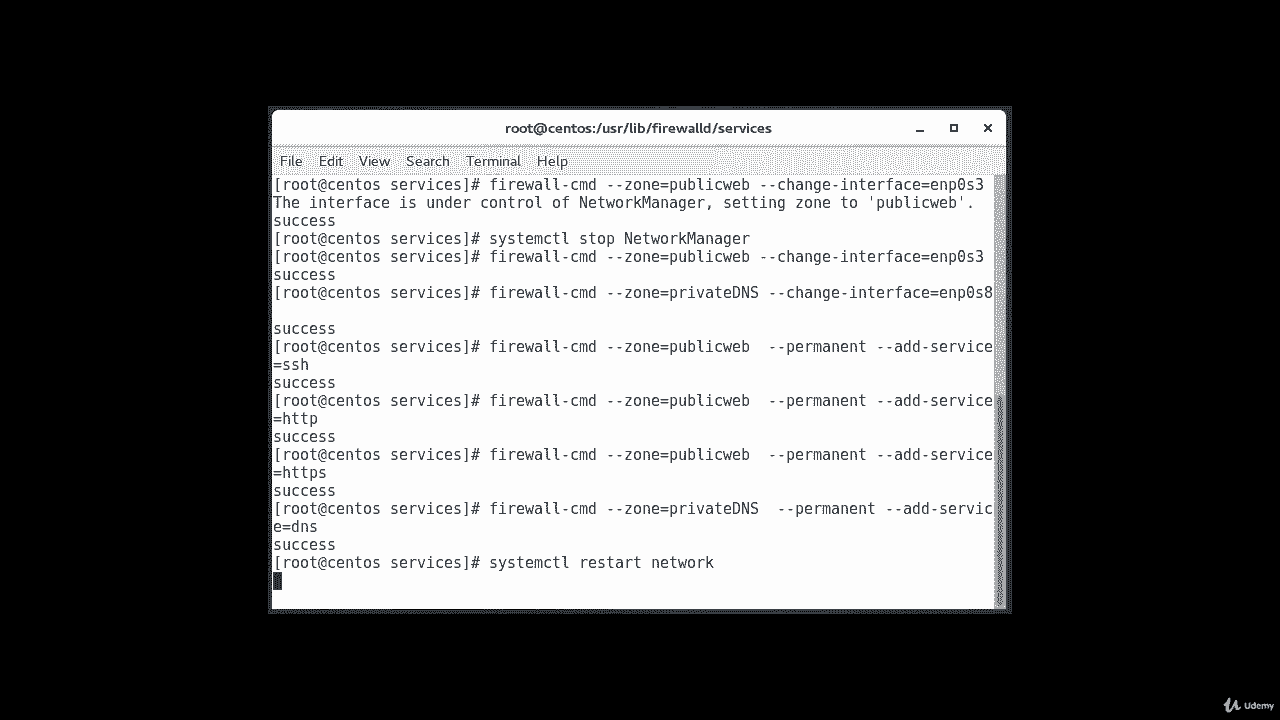 root@centos:/usr/lib/firewalld/services
File Edit View Search Terminal Help
[root@centos services]# firewall-cmd --zone=publicweb --change-interface=enp0s3
The interface is under control of NetworkManager, setting zone to 'publicweb'.
success
[root@centos services]# systemctl stop NetworkManager
[root@centos services]# firewall-cmd --zone=publicweb --change-interface=enp0s3
success
[root@centos services]# firewall-cmd --zone=privateDNS --change-interface=enp0s8
success
[root@centos services]# firewall-cmd --zone=publicweb  --permanent --add-service
=ssh
success
[root@centos services]# firewall-cmd --zone=publicweb  --permanent --add-service
=http
success
[root@centos services]# firewall-cmd --zone=publicweb  --permanent --add-service
=https
success
[root@centos services]# firewall-cmd --zone=privateDNS  --permanent --add-servic
e=dns
success
[root@centos services]# systemctl restart network
Udemy